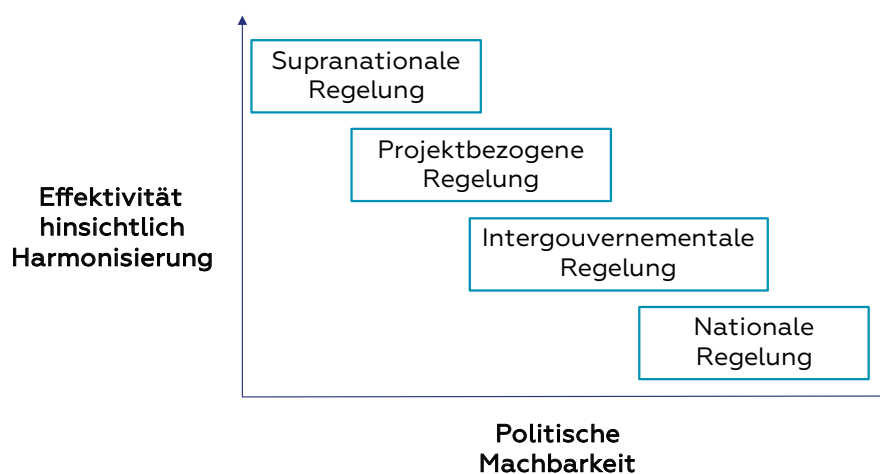 Supranationale
Regelung
Projektbezogene
Regelung
Effektivität
hinsichtlich
Harmonisierung
Intergouvernementale
Regelung
Nationale
Regelung
Politische
Machbarkeit